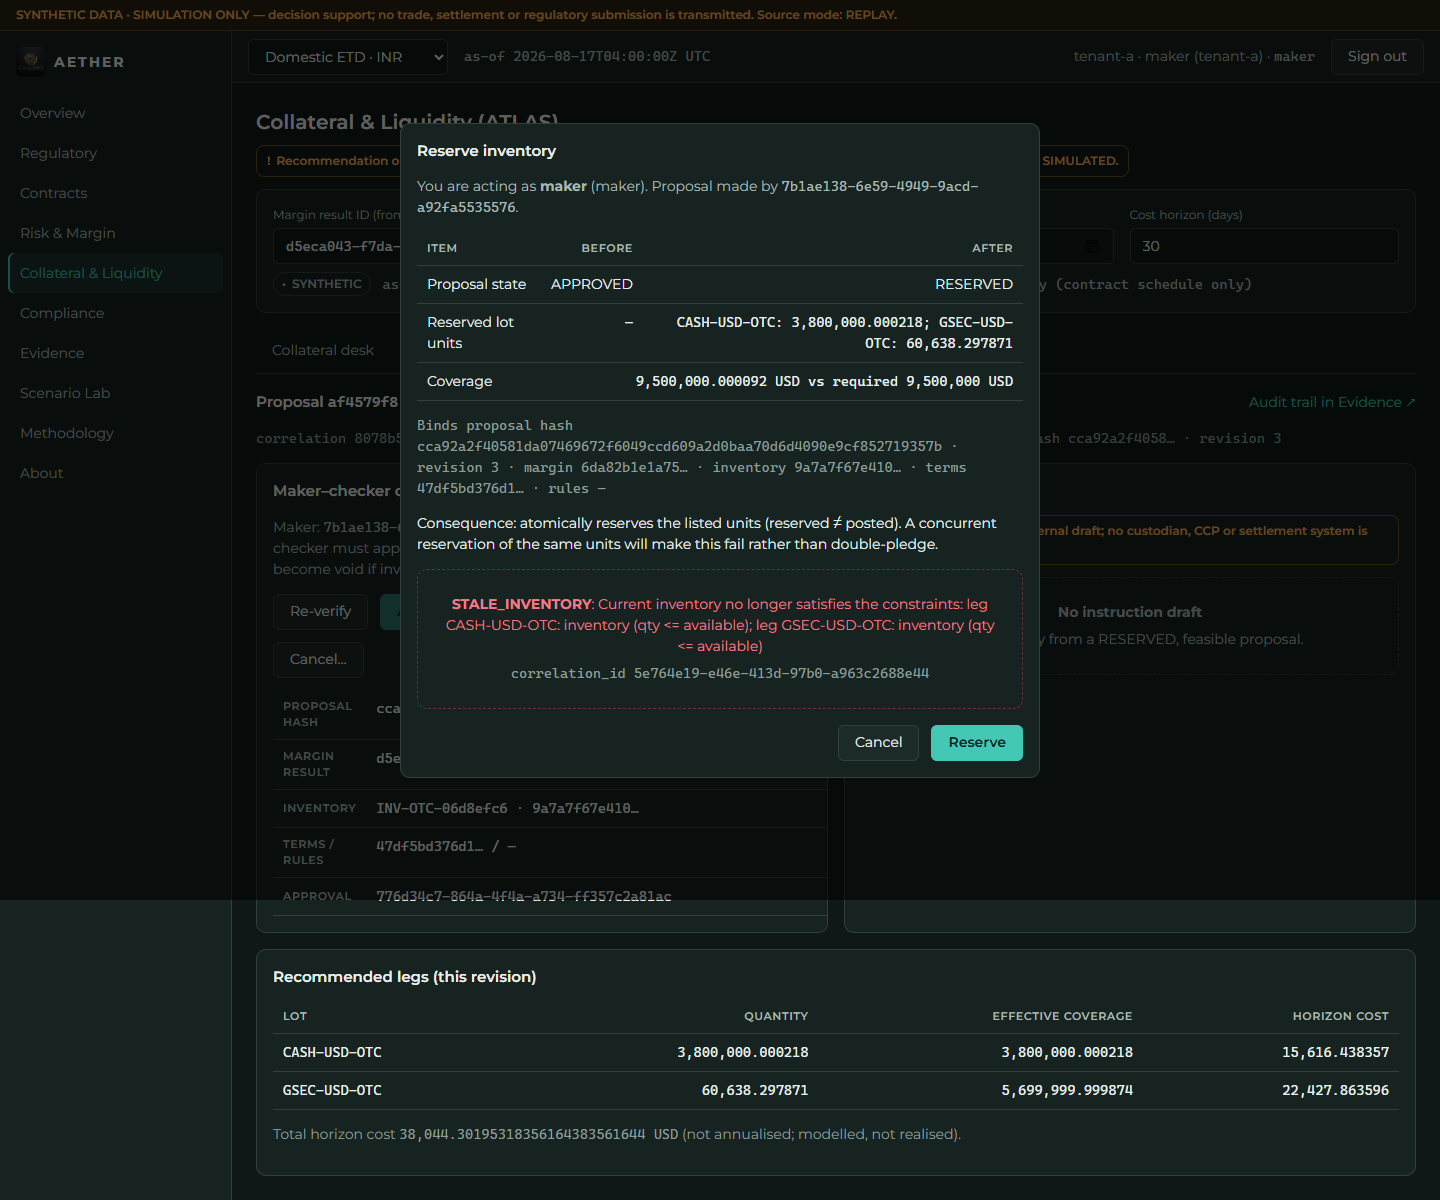 SYNTHETIC DATA · SIMULATION ONLY — decision support; no trade, settlement or regulatory submission is transmitted. Source mode: REPLAY.
AETHER
Domestic ETD · INR
as-of 2026-08-17T04:00:00Z UTC
tenant-a · maker (tenant-a) · maker
Sign out
Overview
Regulatory
Contracts
Risk & Margin
Collateral & Liquidity
Compliance
Evidence
Scenario Lab
Methodology
About
Collateral & Liquidity (ATLAS)
! Recommendation o
SIMULATED.
Margin result ID (fron
Cost horizon (days)
d5eca043-f7da-
30
• SYNTHETIC
as
y (contract schedule only)
Collateral desk
Proposal af4579f8
Audit trail in Evidence ↗
correlation 8078b5
ash cca92a2f4058… · revision 3
Reserve inventory
You are acting as maker (maker). Proposal made by 7b1ae138-6e59-4949-9acd-
a92fa5535576.
ITEM BEFORE AFTER
Proposal state APPROVED RESERVED
Reserved lot units – CASH-USD-OTC: 3,800,000.000218; GSEC-USD-
OTC: 60,638.297871
Coverage 9,500,000.000092 USD vs required 9,500,000 USD
Binds proposal hash
cca92a2f40581da07469672f6049ccd609a2d0baa70d6d4090e9cf852719357b ·
revision 3 · margin 6da82b1e1a75… · inventory 9a7a7f67e410… · terms
47df5bd376d1… · rules —
Consequence: atomically reserves the listed units (reserved ≠ posted). A concurrent
reservation of the same units will make this fail rather than double-pledge.
STALE_INVENTORY: Current inventory no longer satisfies the constraints: leg
CASH-USD-OTC: inventory (qty <= available); leg GSEC-USD-OTC: inventory (qty
<= available)
correlation_id 5e764e19-e46e-413d-97b0-a963c2688e44
Cancel
Reserve
Maker–checker
Maker: 7b1ae138-
checker must app
become void if inv
Re-verify
Cancel…
PROPOSAL HASH cca
MARGIN RESULT d5e
INVENTORY INV-OTC-06d8efc6 · 9a7a7f67e410…
TERMS / RULES 47df5bd376d1… / —
APPROVAL 776d34c7-864a-4f4a-a734-ff357c2a81ac
ernal draft; no custodian, CCP or settlement system is
No instruction draft
y from a RESERVED, feasible proposal.
Recommended legs (this revision)
LOT QUANTITY EFFECTIVE COVERAGE HORIZON COST
CASH-USD-OTC 3,800,000.000218 3,800,000.000218 15,616.438357
GSEC-USD-OTC 60,638.297871 5,699,999.999874 22,427.863596
Total horizon cost 38,044.30195318356164383561644 USD (not annualised; modelled, not realised).